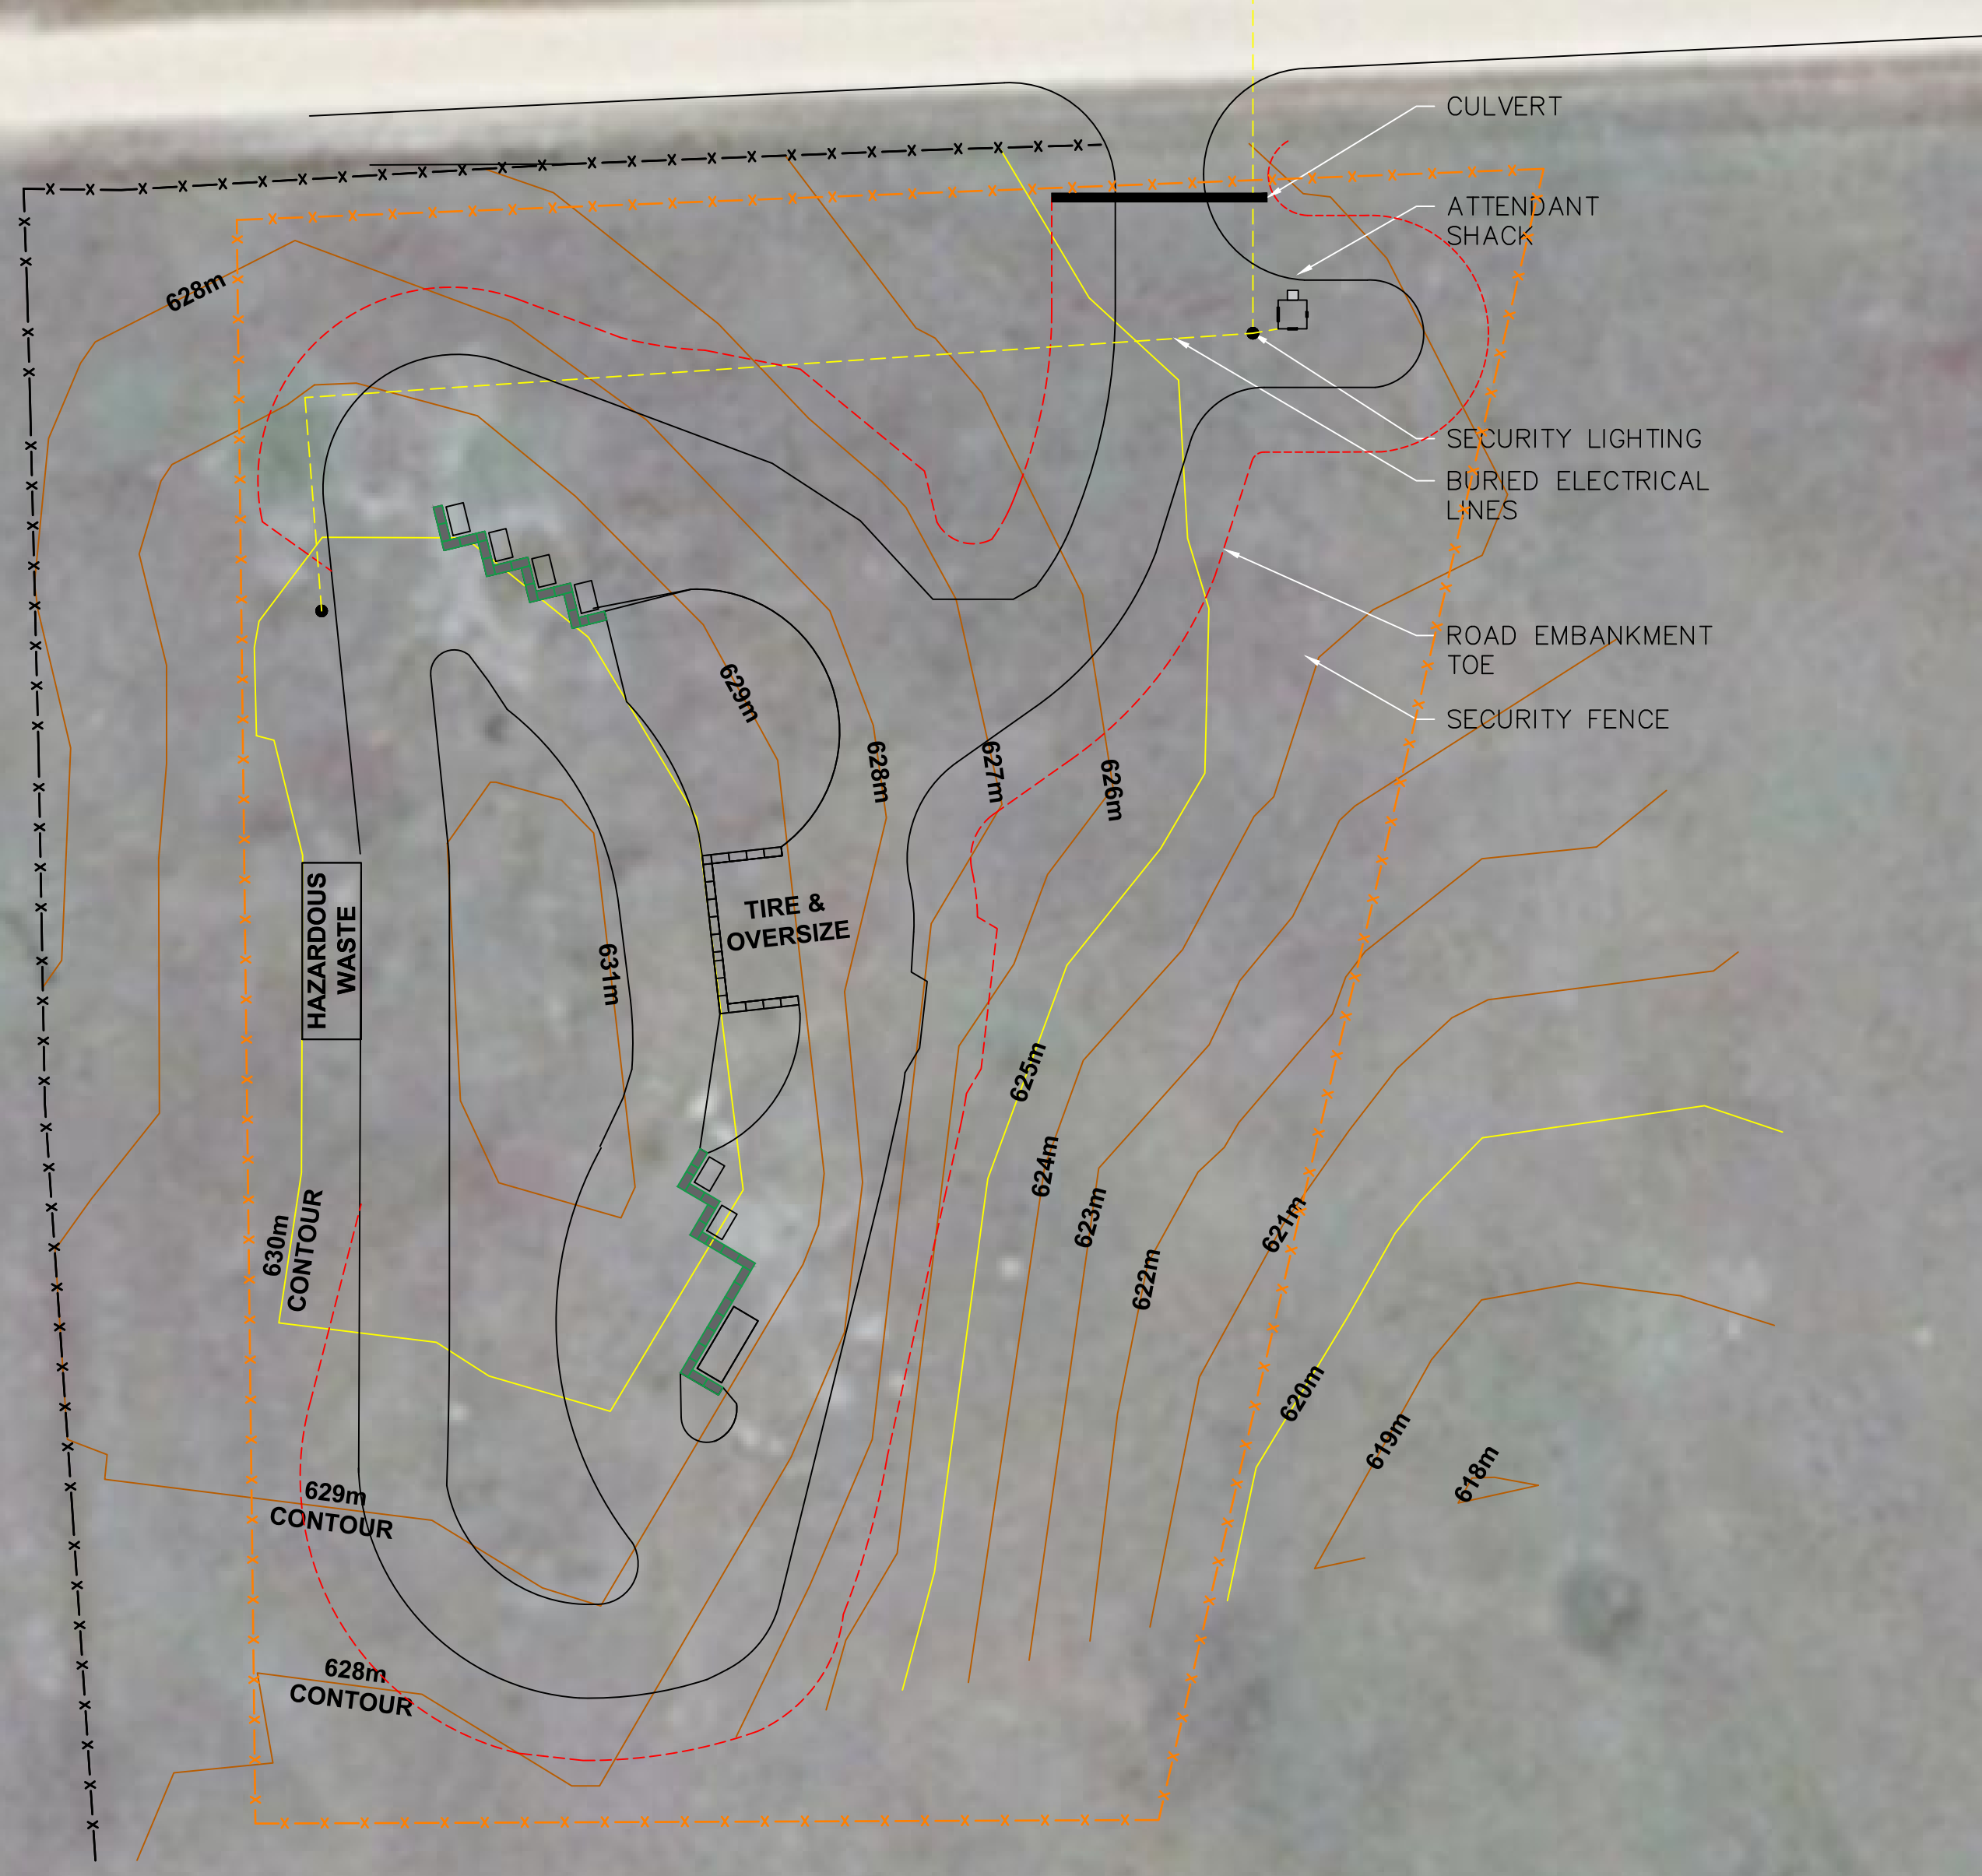 CULVERT
ATTENDANT
SHACK
628m
SECURITY LIGHTING
BURIED ELECTRICAL
LINES
ROAD EMBANKMENT
TOE
629m
SECURITY FENCE
628m
627m
626m
HAZARDOUS
WASTE
TIRE &
OVERSIZE
631m
625m
624m
623m
621m
630m
CONTOUR
622m
620m
619m
618m
629m
CONTOUR
628m
CONTOUR